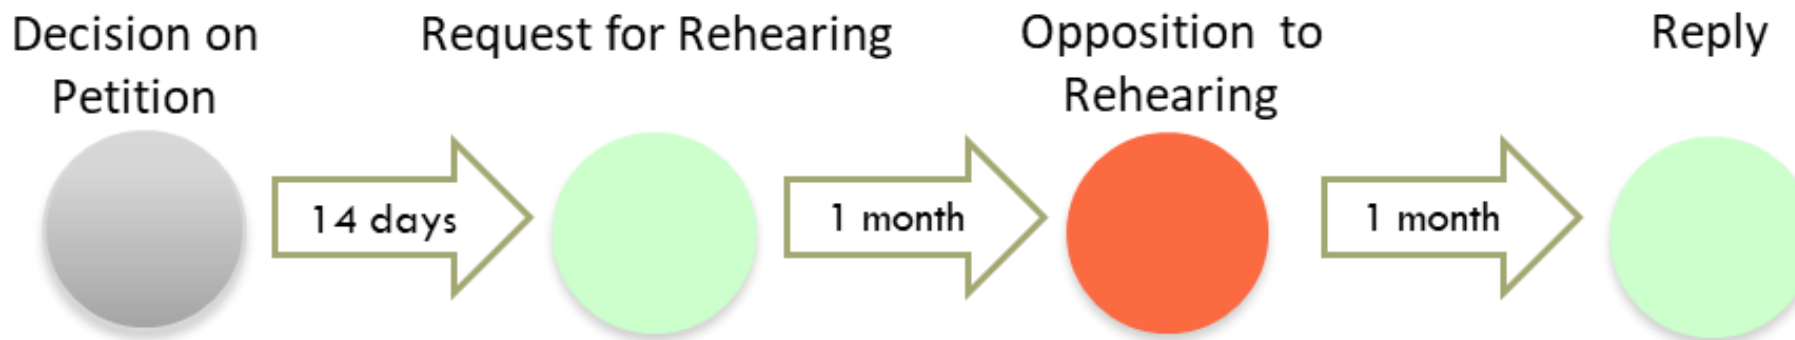 Decision on
Petition
Request for Rehearing
Opposition to
Rehearing
Reply
14 days
1 month
1 month